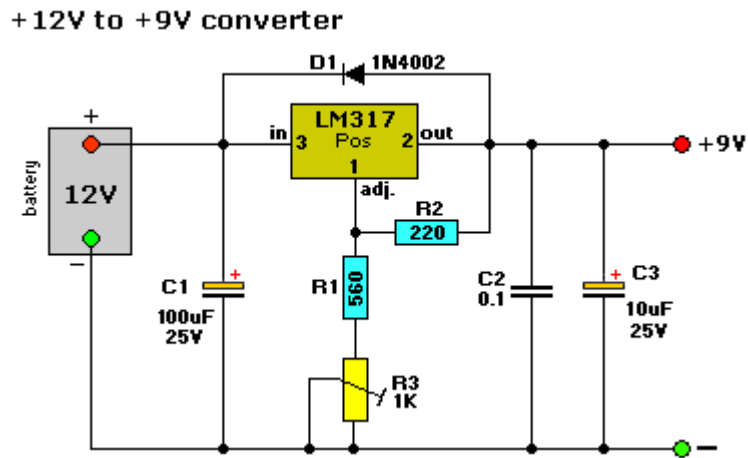 +12V to +9V converter
D1 1N4002
LM317
in 3 Pos 2 out
1
adj.
+
battery
12V
−
R2
220
+9V
C1
+
100uF
25V
R1
560
C2
0.1
+
C3
10uF
25V
R3
1K
−